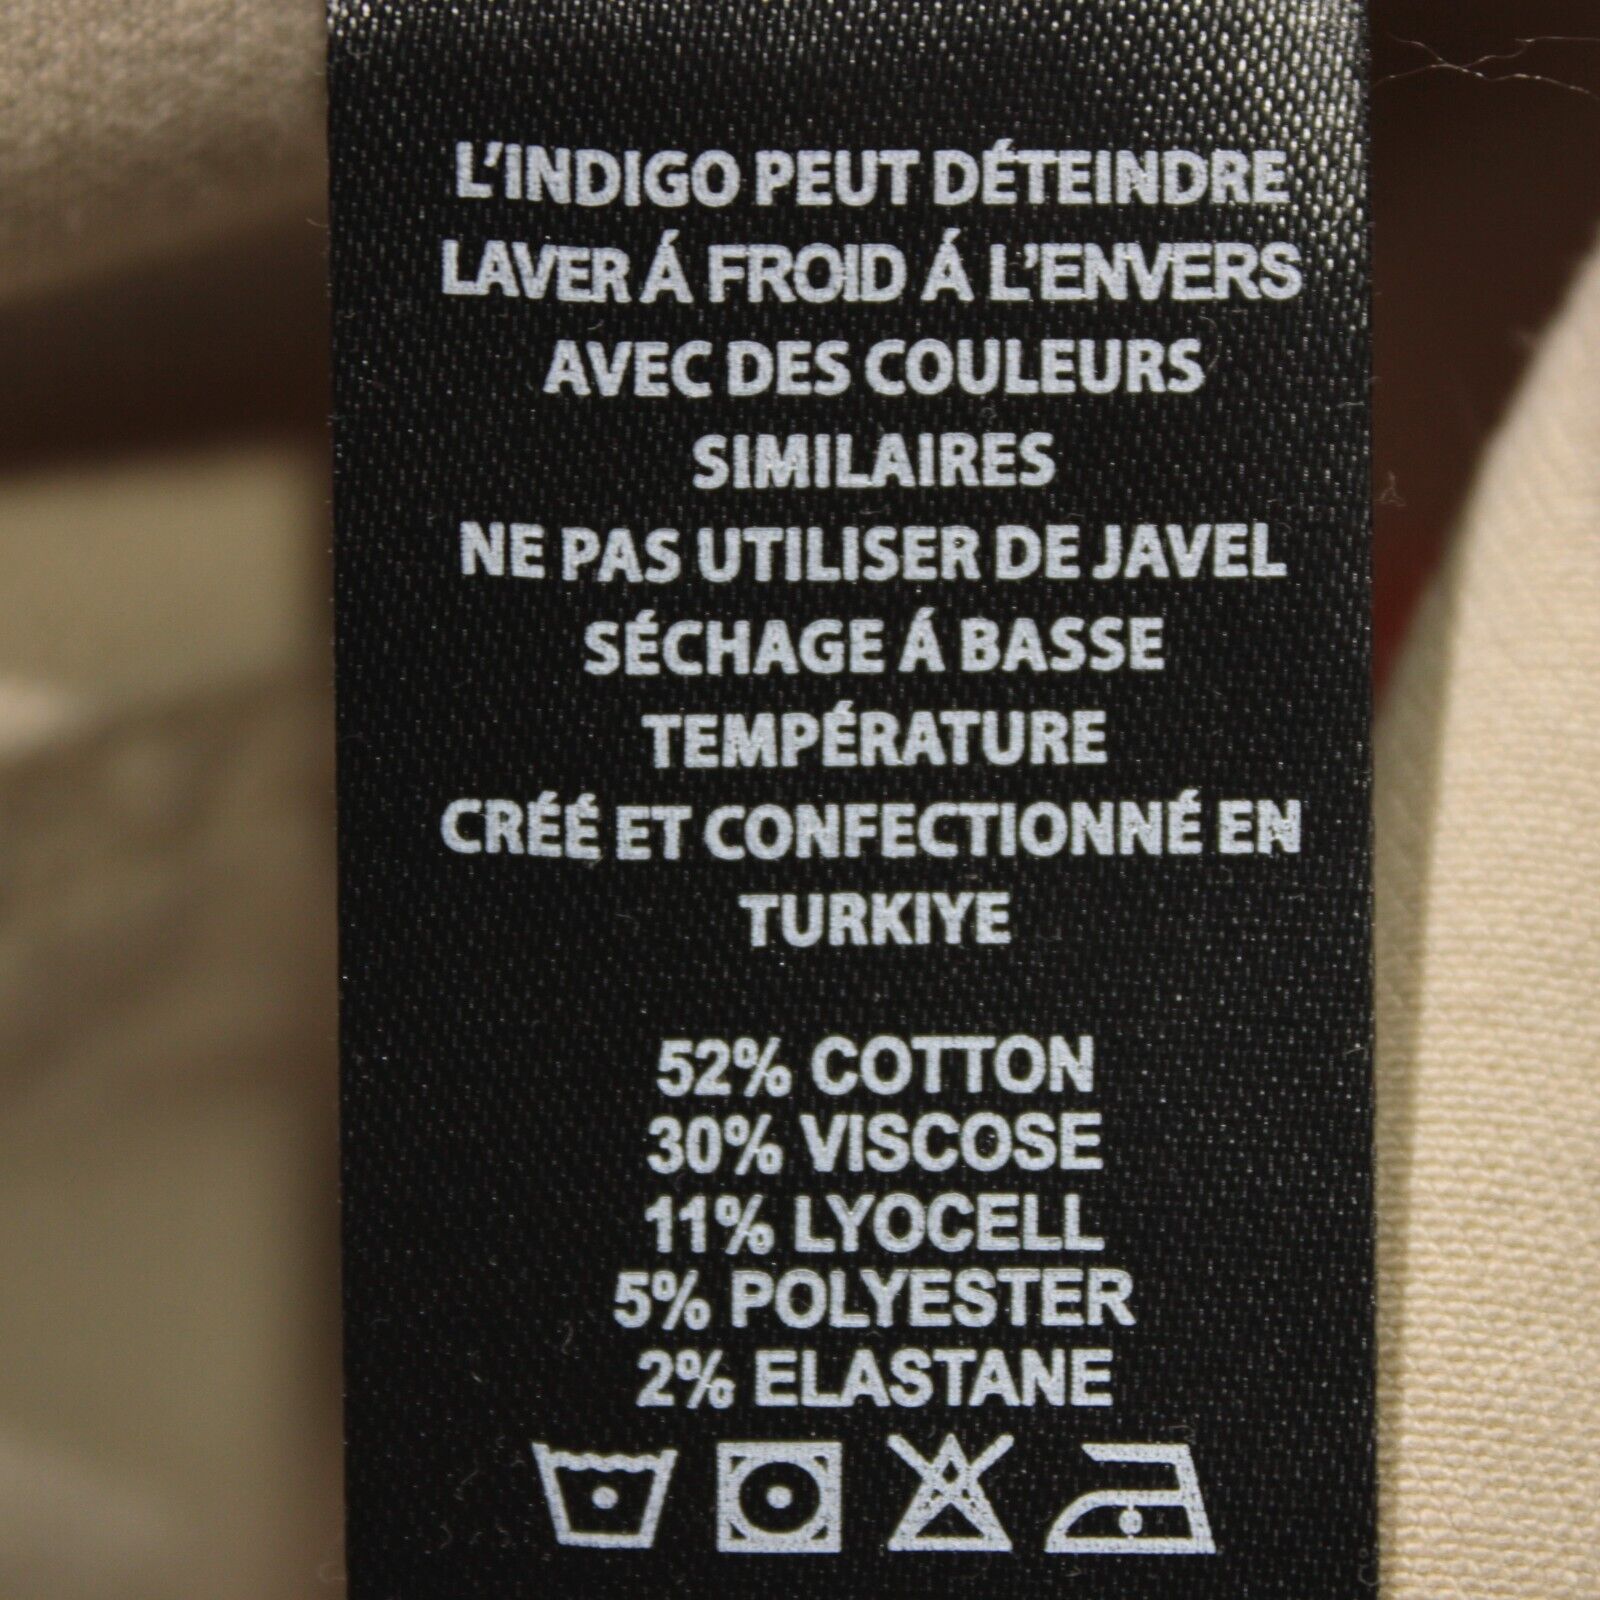 L'INDIGO PEUT DÉTEINDRE
LAVER Á FROID Á L'ENVERS
AVEC DES COULEURS
SIMILAIRES
NE PAS UTILISER DE JAVEL
SÉCHAGE Á BASSE
TEMPÉRATURE
CRÉÉ ET CONFECTIONNÉ EN
TURKIYE
52% COTTON
30% VISCOSE
11% LYOCELL
5% POLYESTER
2% ELASTANE